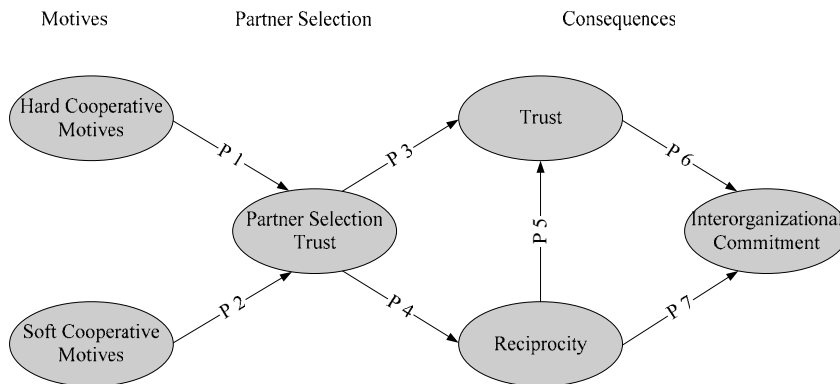 Motives
Partner Selection
Consequences
Hard Cooperative
Motives
Trust
P 1
P 3
P 6
Partner Selection
Trust
P 5
Interorganizational
Commitment
P 2
P 4
P 7
Soft Cooperative
Motives
Reciprocity